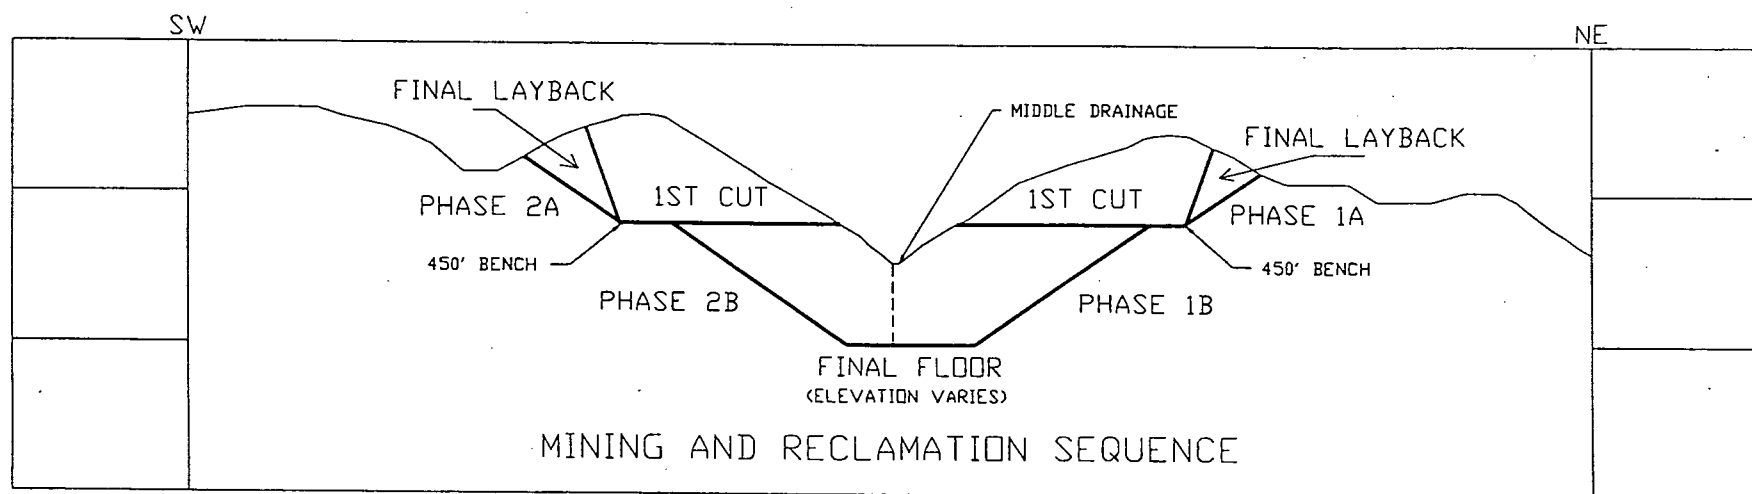 SW
NE
FINAL LAYBACK
MIDDLE DRAINAGE
FINAL LAYBACK
1ST CUT
1ST CUT
PHASE 2A
PHASE 1A
450' BENCH
450' BENCH
PHASE 2B
PHASE 1B
FINAL FLOOR
(ELEVATION VARIES)
MINING AND RECLAMATION SEQUENCE